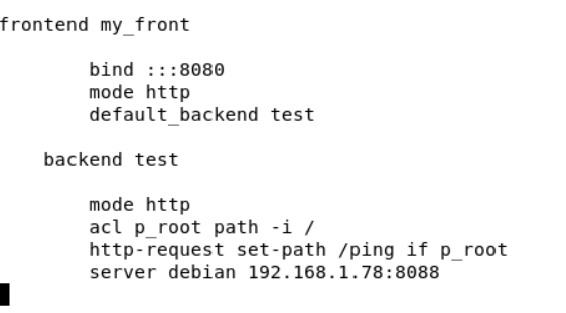 frontend my_front
bind :::8080
mode http
default_backend test
backend test
mode http
acl p_root path -i /
http-request set-path /ping if p_root
server debian 192.168.1.78:8088